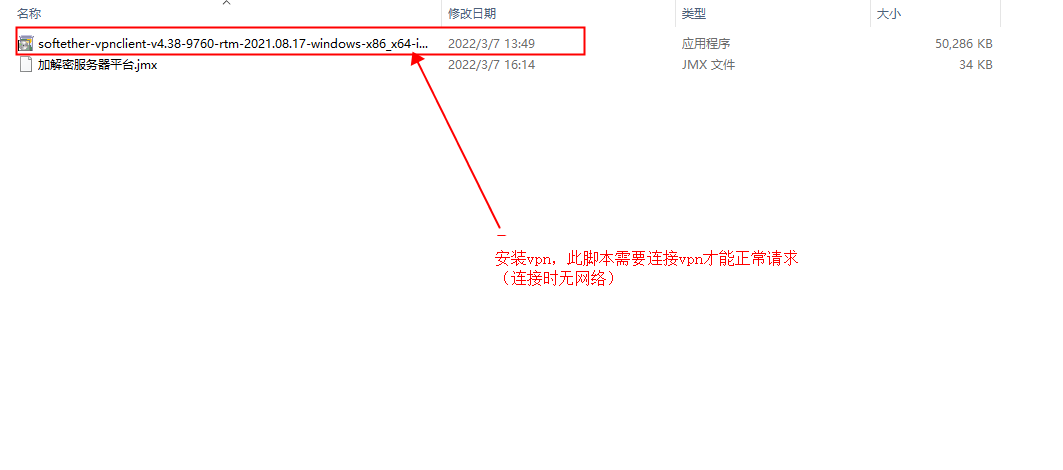 名称 修改日期 类型 大小
softether-vpnclient-v4.38-9760-rtm-2021.08.17-windows-x86_x64-i... 2022/3/7 13:49 应用程序 50,286 KB
加解密服务器平台.jmx 2022/3/7 16:14 JMX 文件 34 KB
安装vpn，此脚本需要连接vpn才能正常请求
（连接时无网络）